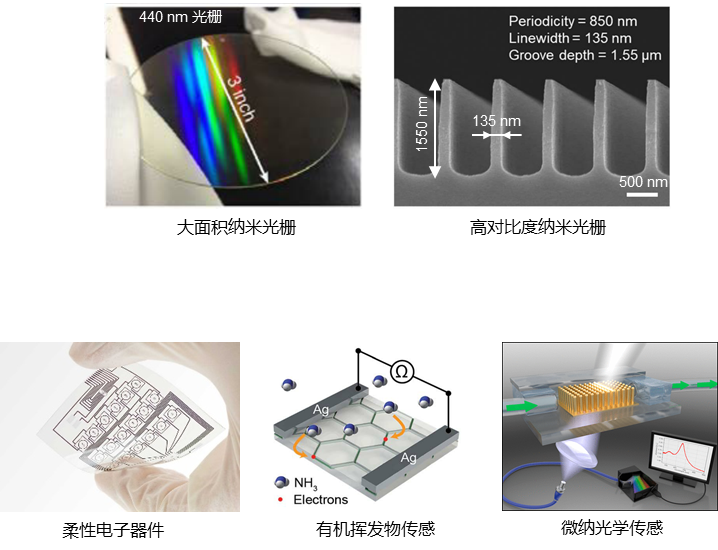 440 nm 光栅
3 inch
Periodicity = 850 nm
Linewidth = 135 nm
Groove depth = 1.55 μm
1550 nm
135 nm
500 nm
大面积纳米光栅
高对比度纳米光栅
Ω
Ag
Ag
NH3
Electrons
柔性电子器件
有机挥发物传感
微纳光学传感